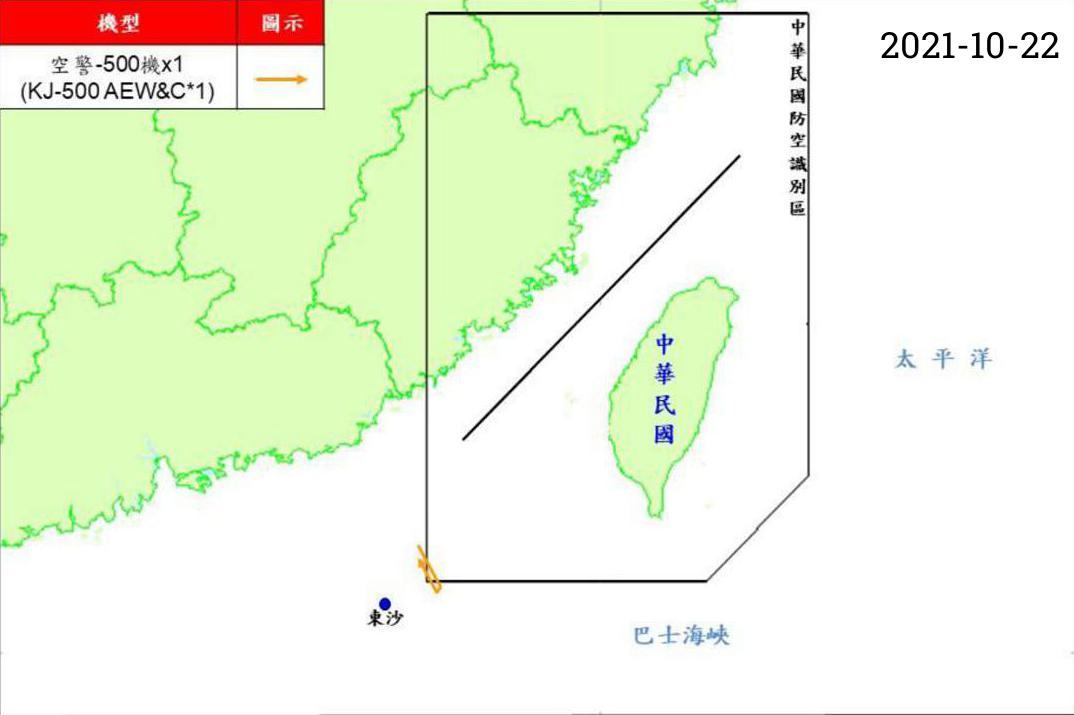 機型 圖示
空警-500機x1
(KJ-500 AEW&C*1)
2021-10-22
中華民國防空識別區
中華民國
太平洋
東沙
巴士海峽